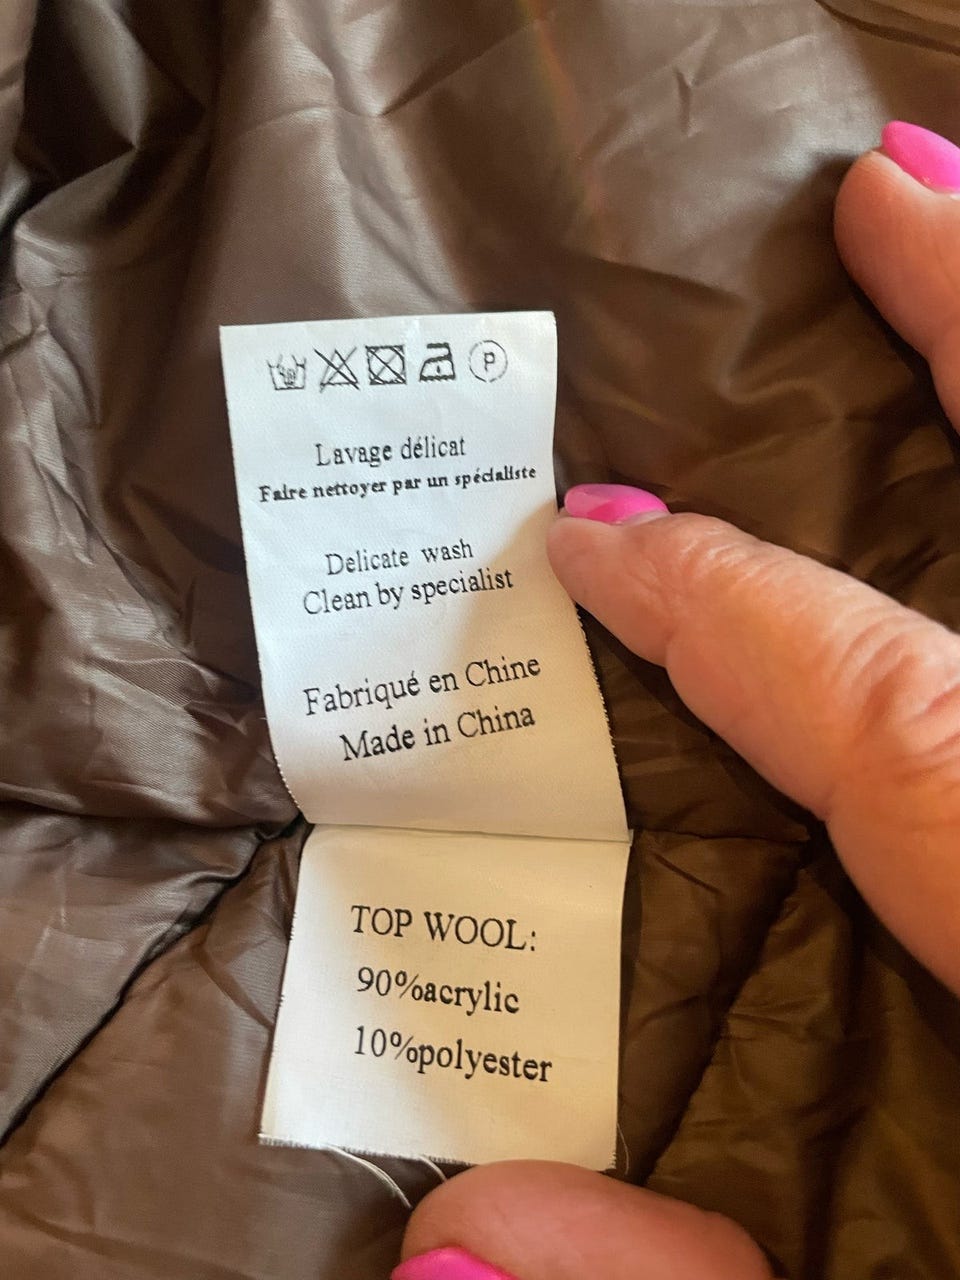 P
Lavage délicat
Faire nettoyer par un spécialiste
Delicate wash
Clean by specialist
Fabriqué en Chine
Made in China
TOP WOOL:
90%acrylic
10%polyester